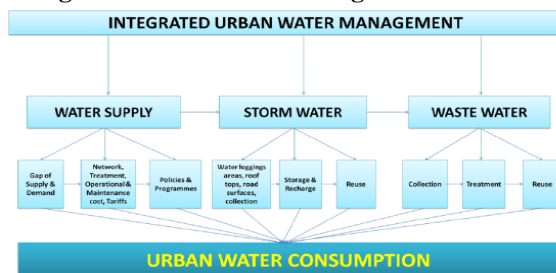 INTEGRATED URBAN WATER MANAGEMENT
WATER SUPPLY
STORM WATER
WASTE WATER
Gap of
Supply &
Demand
Network,
Treatment,
Operational &
Maintenance
cost, Tariffs
Policies &
Programmes
Water leggings
areas, roof
tops, road
surfaces,
collection
Storage &
Recharge
Reuse
Collection
Treatment
Reuse
URBAN WATER CONSUMPTION